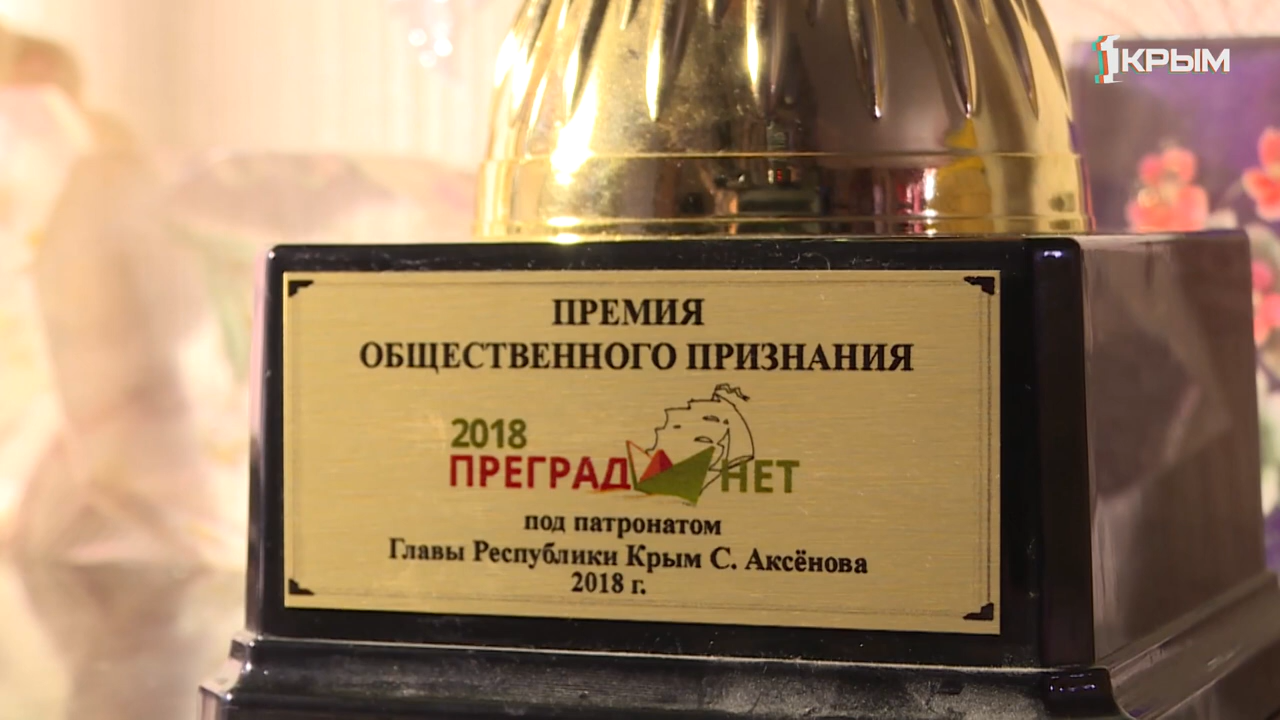 1КРЫМ
ПРЕМИЯ
ОБЩЕСТВЕННОГО ПРИЗНАНИЯ
2018
ПРЕГРАД НЕТ
под патронатом
Главы Республики Крым С. Аксёнова
2018 г.